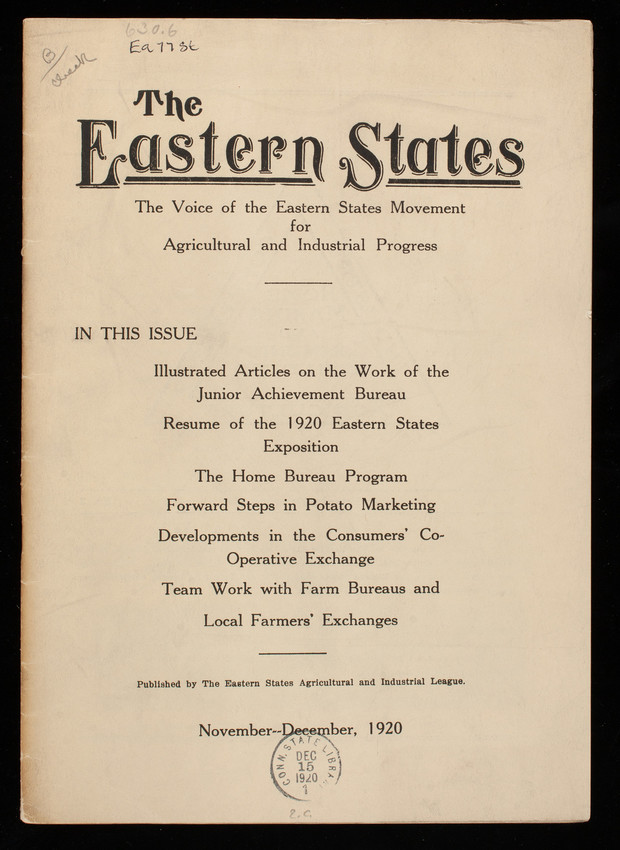 630.6
Ea77st
B
check
The
Eastern States
The Voice of the Eastern States Movement
for
Agricultural and Industrial Progress
IN THIS ISSUE
Illustrated Articles on the Work of the
Junior Achievement Bureau
Resume of the 1920 Eastern States
Exposition
The Home Bureau Program
Forward Steps in Potato Marketing
Developments in the Consumers' Co-
Operative Exchange
Team Work with Farm Bureaus and
Local Farmers' Exchanges
Published by The Eastern States Agricultural and Industrial League.
November--December, 1920
CONN. STATE LIBRA
DEC
15
1920
1